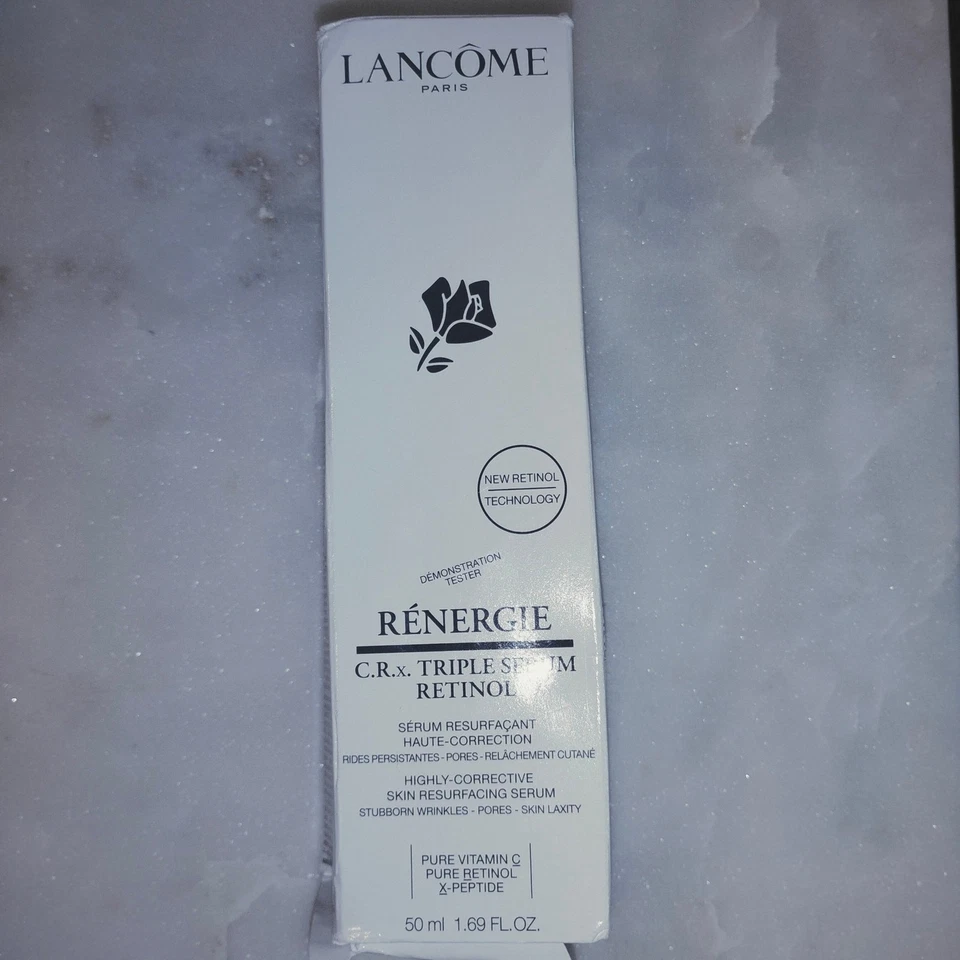 LANCÔME
PARIS
NEW RETINOL
TECHNOLOGY
DÉMONSTRATION
TESTER
RÉNERGIE
C.R.x. TRIPLE SERUM
RETINOL
SÉRUM RESURFAÇANT
HAUTE-CORRECTION
RIDES PERSISTANTES - PORES - RELÂCHEMENT CUTANÉ
HIGHLY-CORRECTIVE
SKIN RESURFACING SERUM
STUBBORN WRINKLES - PORES - SKIN LAXITY
PURE VITAMIN C
PURE RETINOL
X-PEPTIDE
50 ml 1.69 FL.OZ.